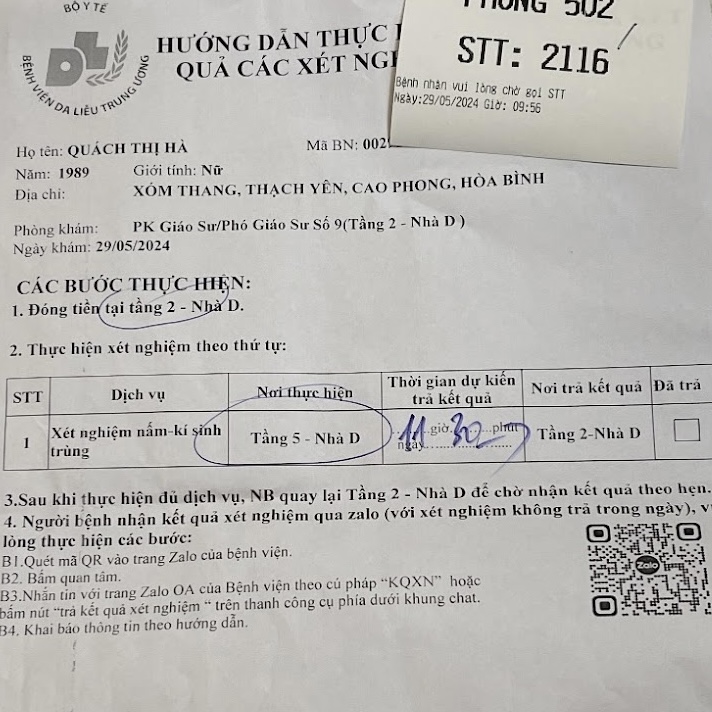 BỘ Y TẾ
BỆNH VIỆN DA LIỄU TRUNG ƯƠNG
PHÒNG 502
STT: 2116
Bệnh nhân vui lòng chờ gọi STT
Ngày:29/05/2024 Giờ: 09:56
HƯỚNG DẪN THỰC
QUẢ CÁC XÉT
Họ tên: QUÁCH THỊ HÀ
Mã BN: 002
Năm: 1989
Giới tính: Nữ
Địa chỉ: XÓM THANG, THẠCH YÊN, CAO PHONG, HÒA BÌNH
Phòng khám: PK Giáo Sư/Phó Giáo Sư Số 9(Tầng 2 - Nhà D )
Ngày khám: 29/05/2024
CÁC BƯỚC THỰC HIỆN:
1. Đóng tiền tại tầng 2 - Nhà D.
2. Thực hiện xét nghiệm theo thứ tự:
STT Dịch vụ Nơi thực hiện Thời gian dự kiến trả kết quả Nơi trả kết quả Đã trả
1 Xét nghiệm nấm-kí sinh trùng Tầng 5 - Nhà D 11 giờ 30 phút ngày Tầng 2-Nhà D
3.Sau khi thực hiện đủ dịch vụ, NB quay lại Tầng 2 - Nhà D để chờ nhận kết quả theo hẹn.
4. Người bệnh nhận kết quả xét nghiệm qua zalo (với xét nghiệm không trả trong ngày),
lòng thực hiện các bước:
B1.Quét mã QR vào trang Zalo của bệnh viện.
B2. Bấm quan tâm.
B3.Nhắn tin với trang Zalo OA của Bệnh viện theo cú pháp “KQXN” hoặc
bấm nút “trả kết quả xét nghiệm “ trên thanh công cụ phía dưới khung chat.
B4. Khai báo thông tin theo hướng dẫn.
Zalo